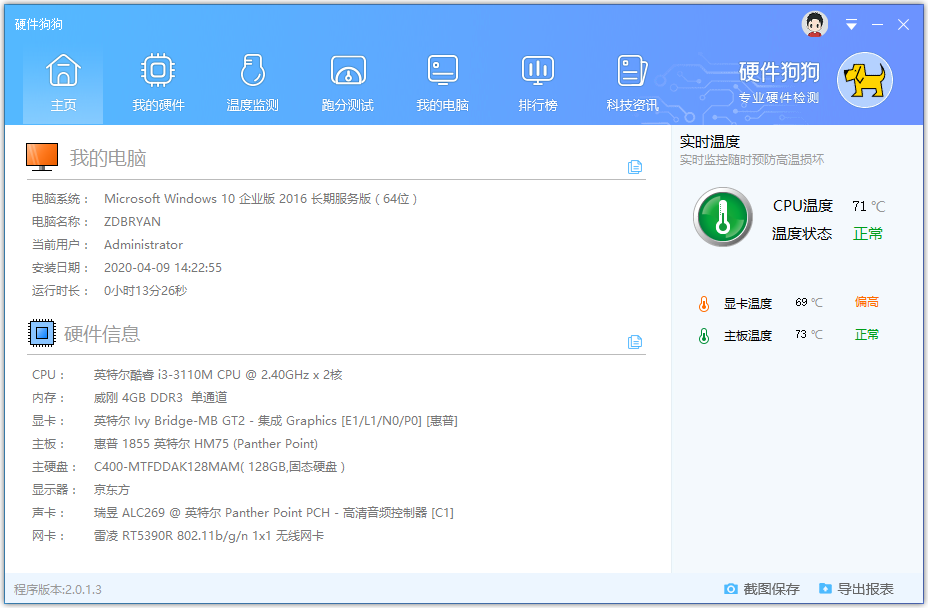 硬件狗狗
主页 我的硬件 温度监测 跑分测试 我的电脑 排行榜 科技资讯
硬件狗狗
专业硬件检测
我的电脑
电脑系统： Microsoft Windows 10 企业版 2016 长期服务版 ( 64位 )
电脑名称： ZDBRYAN
当前用户： Administrator
安装日期： 2020-04-09 14:22:55
运行时长： 0小时13分26秒
硬件信息
CPU： 英特尔酷睿 i3-3110M CPU @ 2.40GHz x 2核
内存： 威刚 4GB DDR3 单通道
显卡： 英特尔 Ivy Bridge-MB GT2 - 集成 Graphics [E1/L1/N0/P0] [惠普]
主板： 惠普 1855 英特尔 HM75 (Panther Point)
主硬盘： C400-MTFDDAK128MAM( 128GB,固态硬盘 )
显示器： 京东方
声卡： 瑞昱 ALC269 @ 英特尔 Panther Point PCH - 高清音频控制器 [C1]
网卡： 雷凌 RT5390R 802.11b/g/n 1x1 无线网卡
实时温度
实时监控随时预防高温损坏
CPU温度 71 ℃
温度状态 正常
显卡温度 69 ℃ 偏高
主板温度 73 ℃ 正常
程序版本:2.0.1.3
截图保存 导出报表